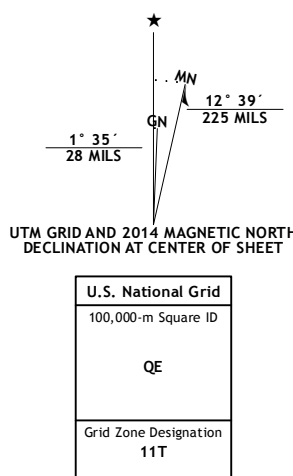 ★
MN
GN
12° 39´
225 MILS
1° 35´
28 MILS
UTM GRID AND 2014 MAGNETIC NORTH
DECLINATION AT CENTER OF SHEET
U.S. National Grid
100,000-m Square ID
QE
Grid Zone Designation
11T